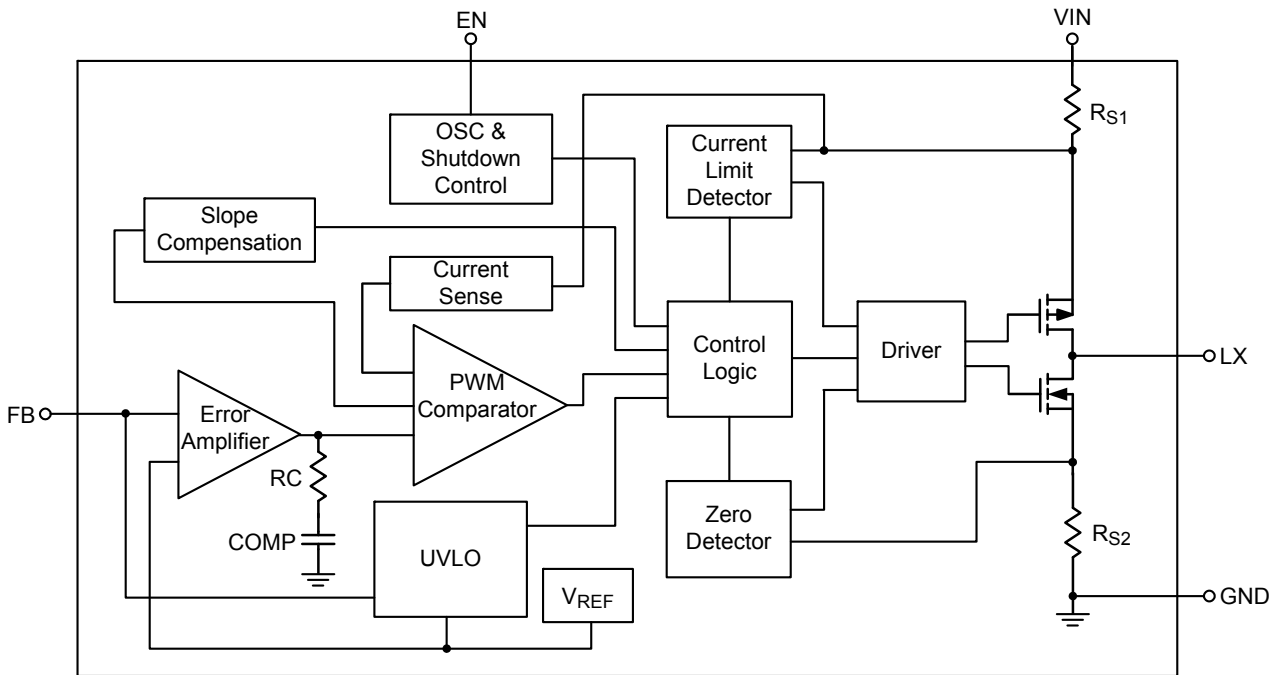 EN
VIN
RS1
OSC &
Shutdown
Control
Current
Limit
Detector
Slope
Compensation
Current
Sense
Control
Logic
Driver
LX
PWM
Comparator
FB
Error
Amplifier
RC
COMP
UVLO
VREF
Zero
Detector
RS2
GND